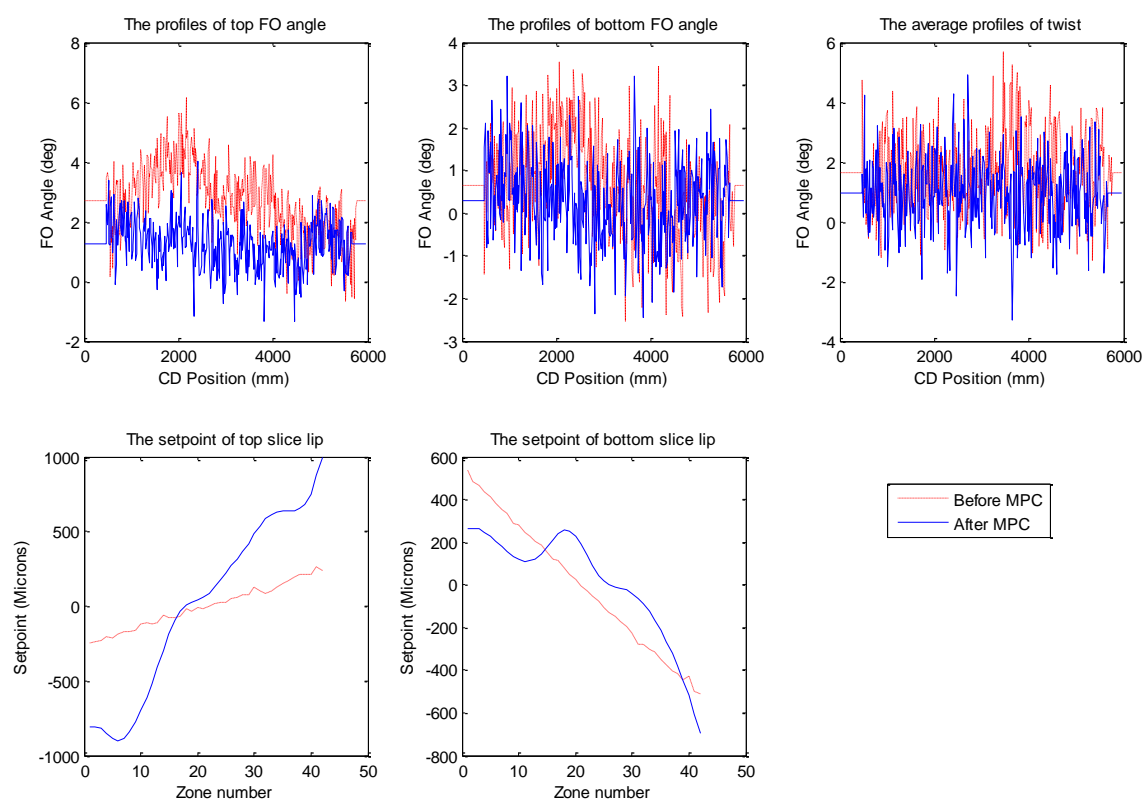 The profiles of top FO angle
The profiles of bottom FO angle
The average profiles of twist
8
6
4
2
0
-2
0 2000 4000 6000
FO Angle (deg)
CD Position (mm)
4
3
2
1
0
-1
-2
-3
0 2000 4000 6000
FO Angle (deg)
CD Position (mm)
6
4
2
0
-2
-4
0 2000 4000 6000
FO Angle (deg)
CD Position (mm)
The setpoint of top slice lip
1000
500
0
-500
-1000
0 10 20 30 40 50
Setpoint (Microns)
Zone number
The setpoint of bottom slice lip
600
400
200
0
-200
-400
-600
-800
0 10 20 30 40 50
Setpoint (Microns)
Zone number
Before MPC
After MPC